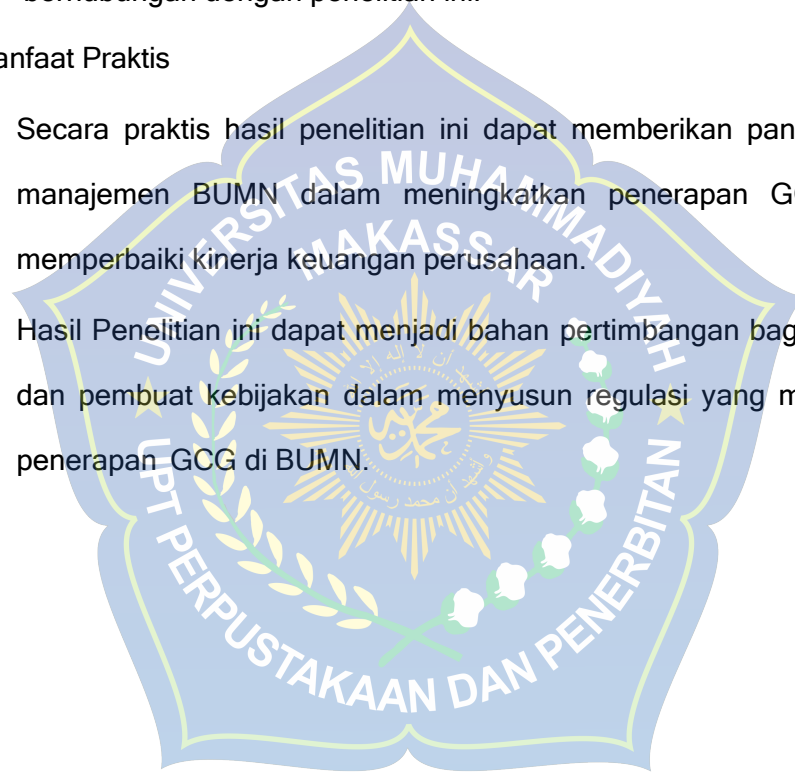 berhubungan dengan penelitian ini.
anfaat Praktis
Secara praktis hasil penelitian ini dapat memberikan pan
manajemen BUMN dalam meningkatkan penerapan G
memperbaiki kinerja keuangan perusahaan.
Hasil Penelitian ini dapat menjadi bahan pertimbangan bag
dan pembuat kebijakan dalam menyusun regulasi yang m
penerapan GCG di BUMN.
UNIVERSITAS MUHAMMADIYAH
MAKASSAR
UPT PERPUSTAKAAN DAN PENERBITAN